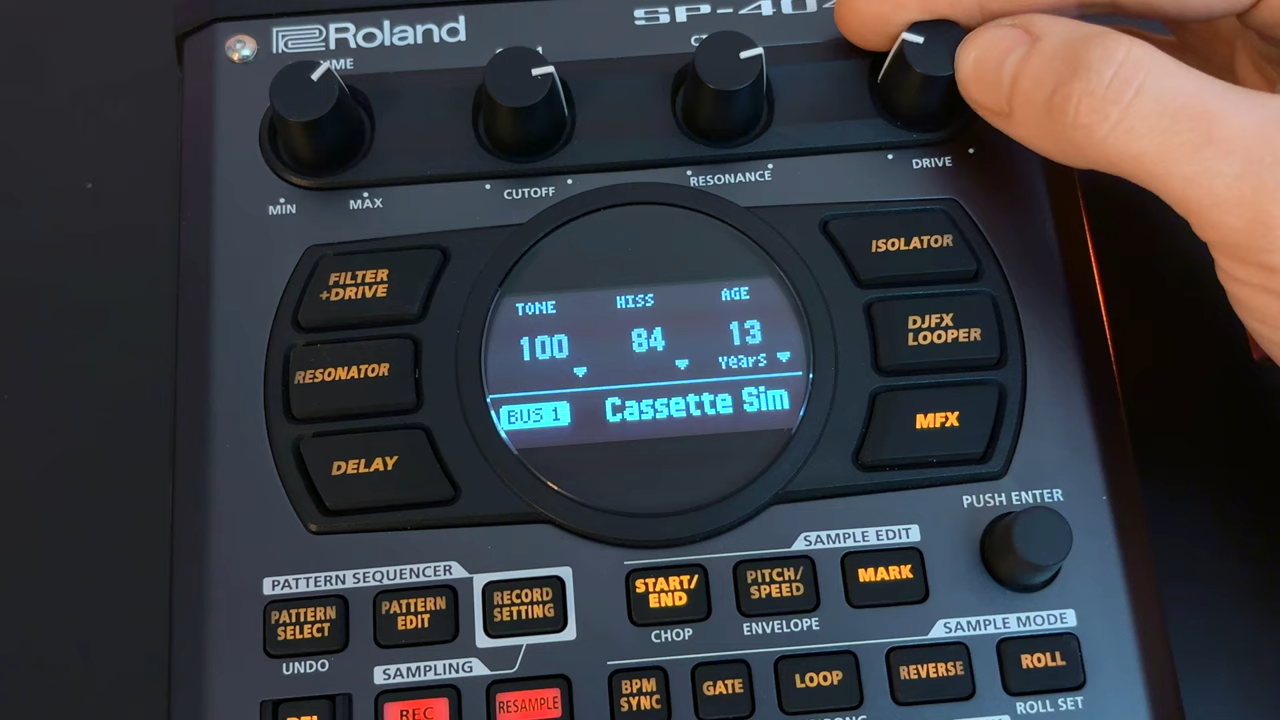 Roland
SP-404
MIN
MAX
CUTOFF
RESONANCE
DRIVE
FILTER
+DRIVE
RESONATOR
DELAY
TONE
HISS
AGE
100
84
13
Years
BUS 1
Cassette Sim
ISOLATOR
DJFX
LOOPER
MFX
PUSH ENTER
PATTERN SEQUENCER
PATTERN
SELECT
PATTERN
EDIT
RECORD
SETTING
UNDO
SAMPLING
REC
RESAMPLE
SAMPLE EDIT
START/
END
PITCH/
SPEED
MARK
CHOP
ENVELOPE
SAMPLE MODE
BPM
SYNC
GATE
LOOP
REVERSE
ROLL
ROLL SET